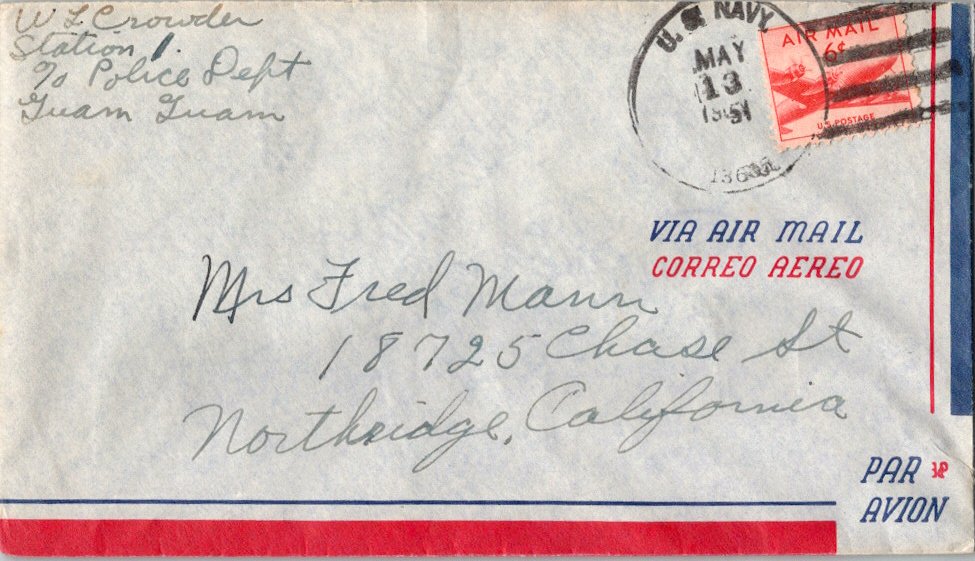 W L Crowder
Station 1.
% Police Dept
Guam Guam
U.S. NAVY
MAY
13
1951
AIR MAIL
6¢
U.S. POSTAGE
VIA AIR MAIL
CORREO AEREO
Mrs Fred Mann
18725 Chase St
Northridge, California
PAR
AVION